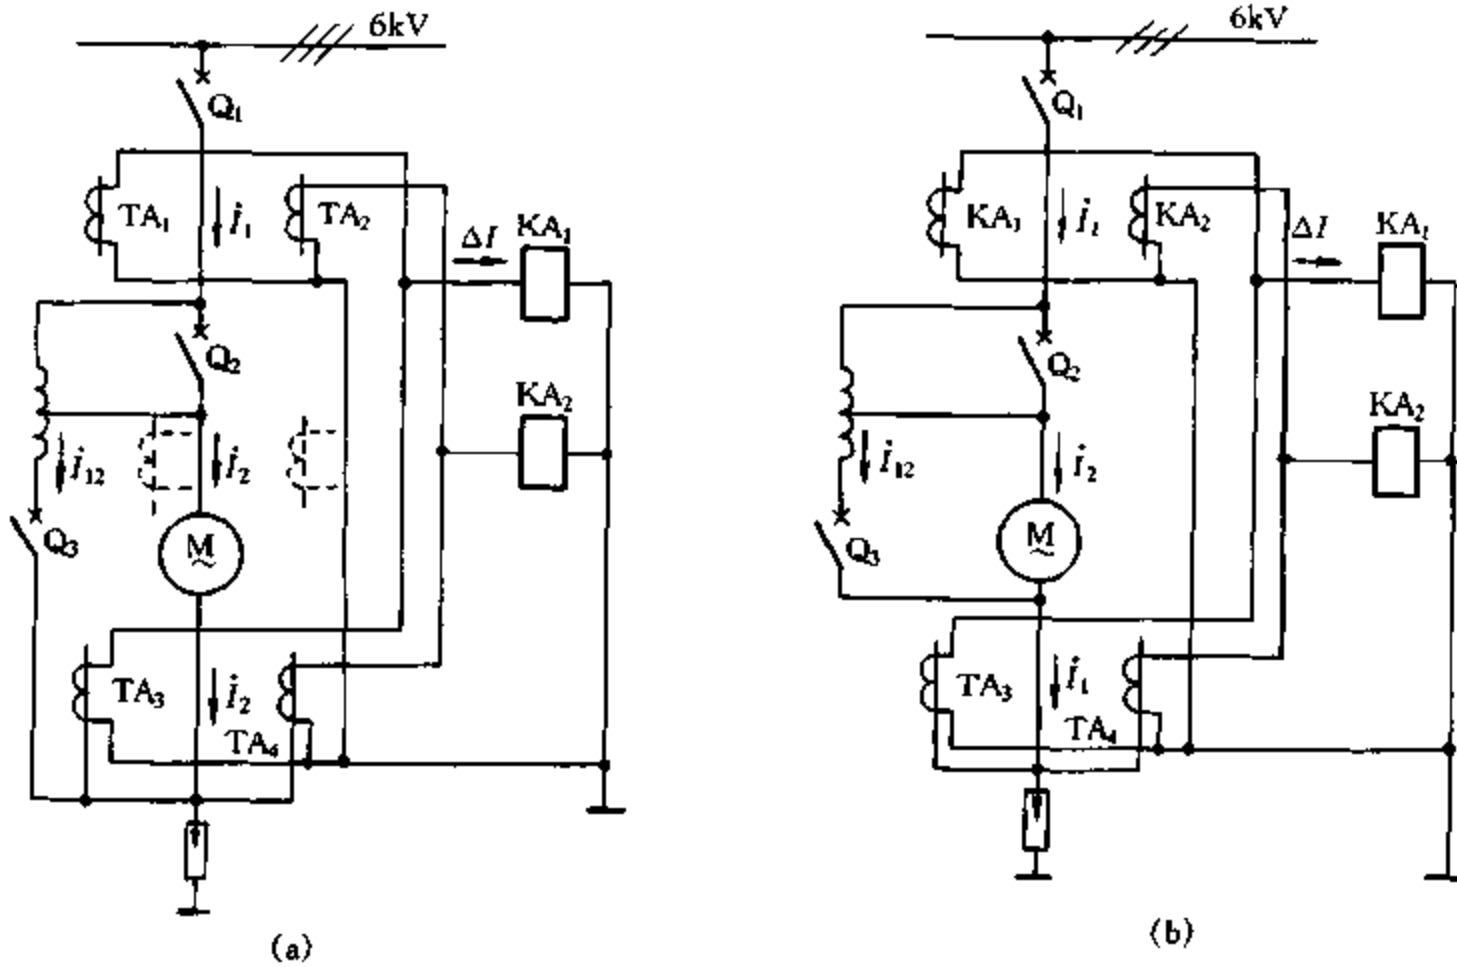 6kV
Q₁
TA₁
İ₁
TA₂
ΔI
KA₁
Q₂
KA₂
İ₁₂
İ₂
Q₃
M
~
TA₃
İ₂
TA₄
(a)
6kV
Q₁
KA₁
İ₁
KA₂
ΔI
KA₁
Q₂
KA₂
İ₁₂
İ₂
Q₃
M
~
TA₃
İ₁
TA₄
(b)